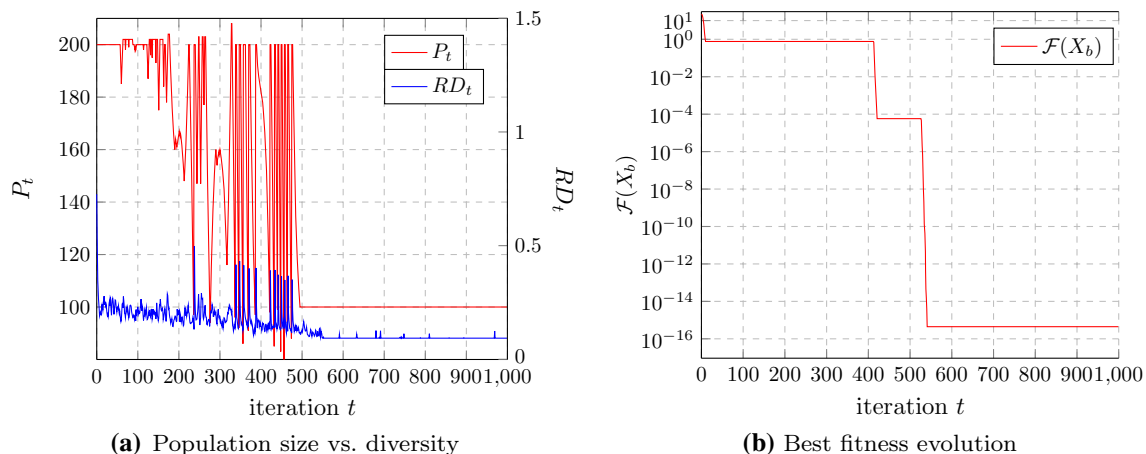 200
180
160
140
120
100
P_t
1.5
1
0.5
0
RD_t
P_t
RD_t
0 100 200 300 400 500 600 700 800 9001,000
iteration t
(a) Population size vs. diversity
10^1
10^0
10^−2
10^−4
10^−6
10^−8
10^−10
10^−12
10^−14
10^−16
F(X_b)
F(X_b)
0 100 200 300 400 500 600 700 800 9001,000
iteration t
(b) Best fitness evolution